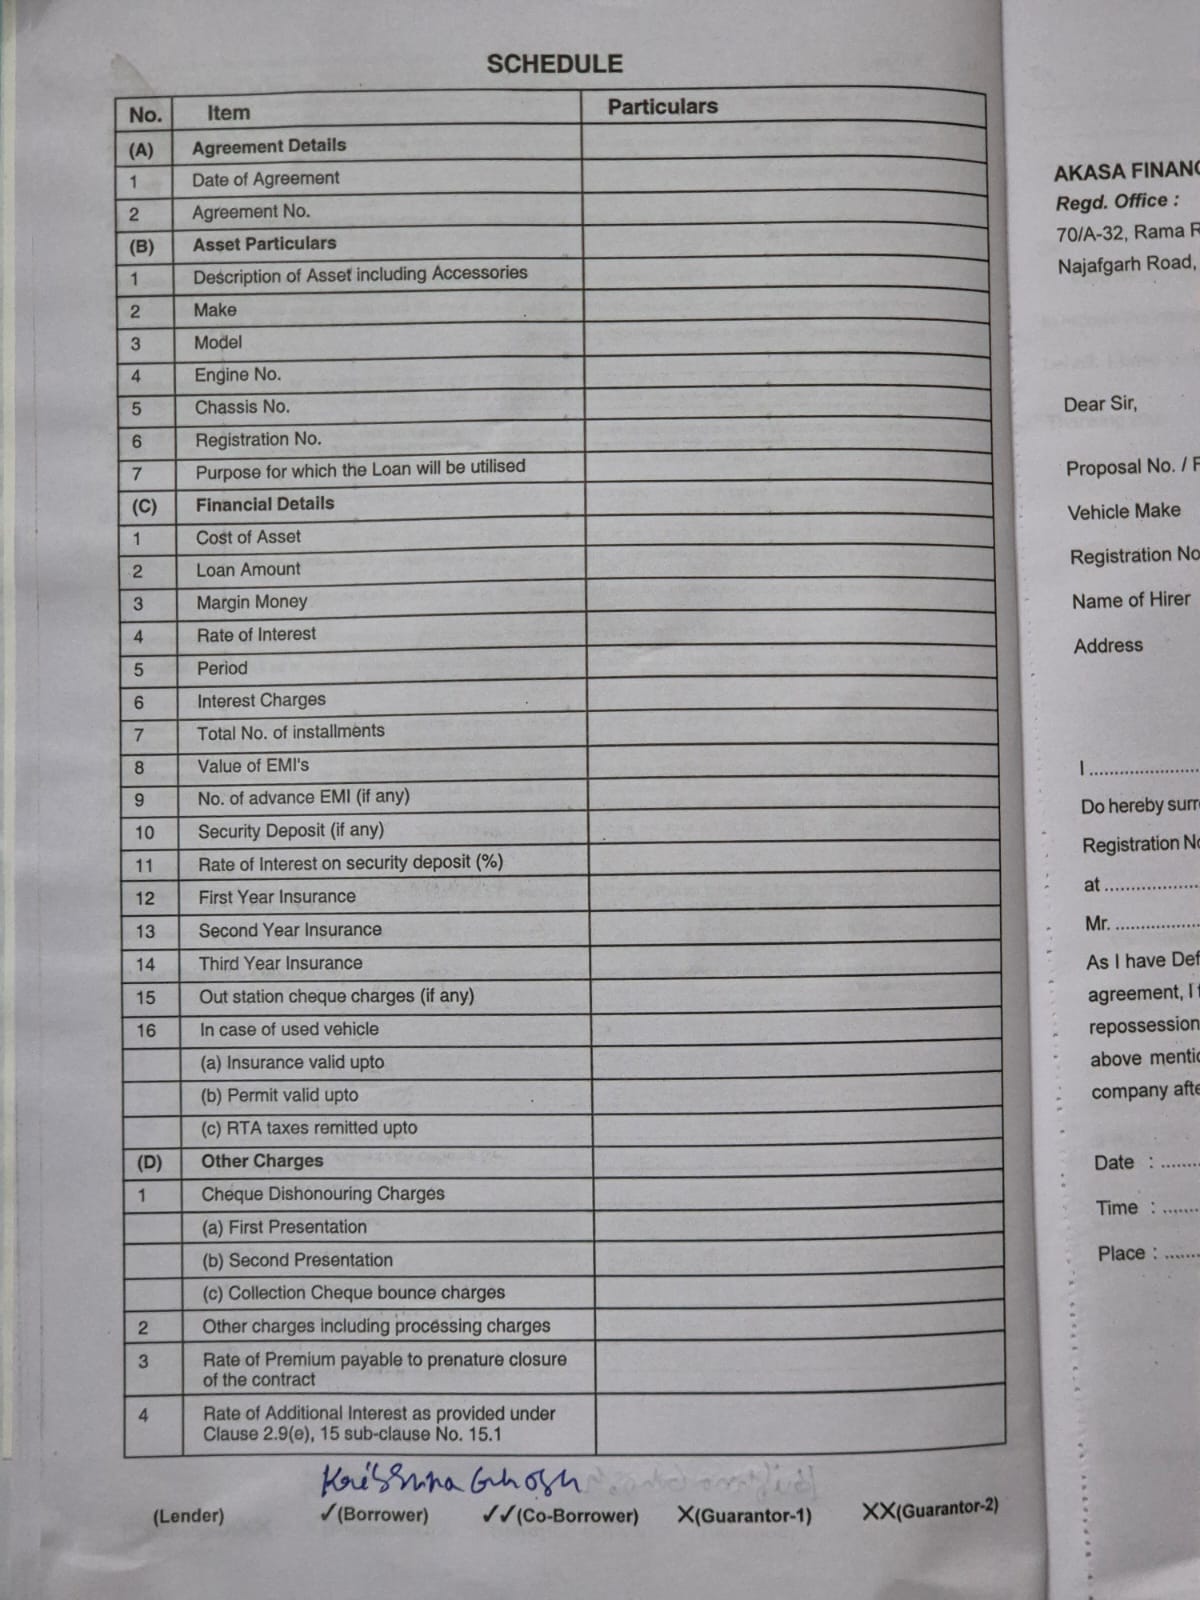 SCHEDULE
No. Item Particulars
(A) Agreement Details
1 Date of Agreement
2 Agreement No.
(B) Asset Particulars
1 Description of Asset including Accessories
2 Make
3 Model
4 Engine No.
5 Chassis No.
6 Registration No.
7 Purpose for which the Loan will be utilised
(C) Financial Details
1 Cost of Asset
2 Loan Amount
3 Margin Money
4 Rate of Interest
5 Period
6 Interest Charges
7 Total No. of installments
8 Value of EMI's
9 No. of advance EMI (if any)
10 Security Deposit (if any)
11 Rate of Interest on security deposit (%)
12 First Year Insurance
13 Second Year Insurance
14 Third Year Insurance
15 Out station cheque charges (if any)
16 In case of used vehicle
(a) Insurance valid upto
(b) Permit valid upto
(c) RTA taxes remitted upto
(D) Other Charges
1 Cheque Dishonouring Charges
(a) First Presentation
(b) Second Presentation
(c) Collection Cheque bounce charges
2 Other charges including processing charges
3 Rate of Premium payable to prenature closure
of the contract
4 Rate of Additional Interest as provided under
Clause 2.9(e), 15 sub-clause No. 15.1
Krishna Ghosh
(Lender) ✓(Borrower) ✓✓(Co-Borrower) X(Guarantor-1) XX(Guarantor-2)
AKASA FINANC
Regd. Office :
70/A-32, Rama R
Najafgarh Road,
Dear Sir,
Proposal No. /
Vehicle Make
Registration No
Name of Hirer
Address
I ......................
Do hereby surr
Registration No
at .................
Mr. ...............
As I have Def
agreement, I
repossession
above mentio
company afte
Date : .......
Time : .......
Place : ......